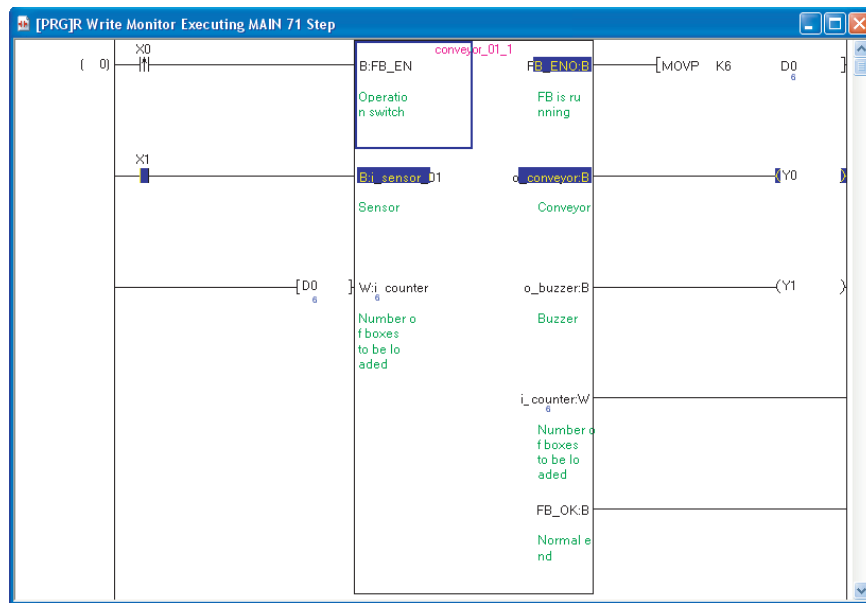 [PRG]R Write Monitor Executing MAIN 71 Step
X0
conveyor_01_1
( 0)
B:FB_EN
FB_ENO:B
[MOVP K6 D0 ]
6
Operatio
n switch
FB is ru
nning
X1
B:i_sensor_01
o_conveyor:B
(Y0 )
Sensor
Conveyor
[D0 ]
6
W:i_counter
6
o_buzzer:B
(Y1 )
Number o
f boxes
to be lo
aded
Buzzer
i_counter:W
6
Number o
f boxes
to be lo
aded
FB_OK:B
Normal e
nd